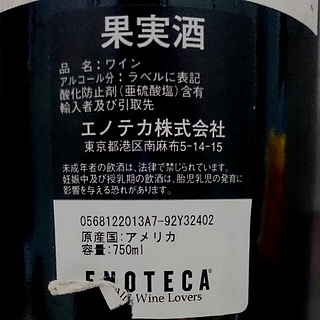 果実酒
品 名：ワイン
アルコール分：ラベルに表記
酸化防止剤（亜硫酸塩）含有
輸入者及び引取先
エノテカ株式会社
東京都港区南麻布5-14-15
未成年者の飲酒は、法律で禁じられています。
妊娠中及び授乳期の飲酒は、胎児乳児の発育に
影響を与える恐れがあります。
0568122013A7-92Y32402
原産国：アメリカ
容量：750ml
ENOTECA®
Wine Lovers